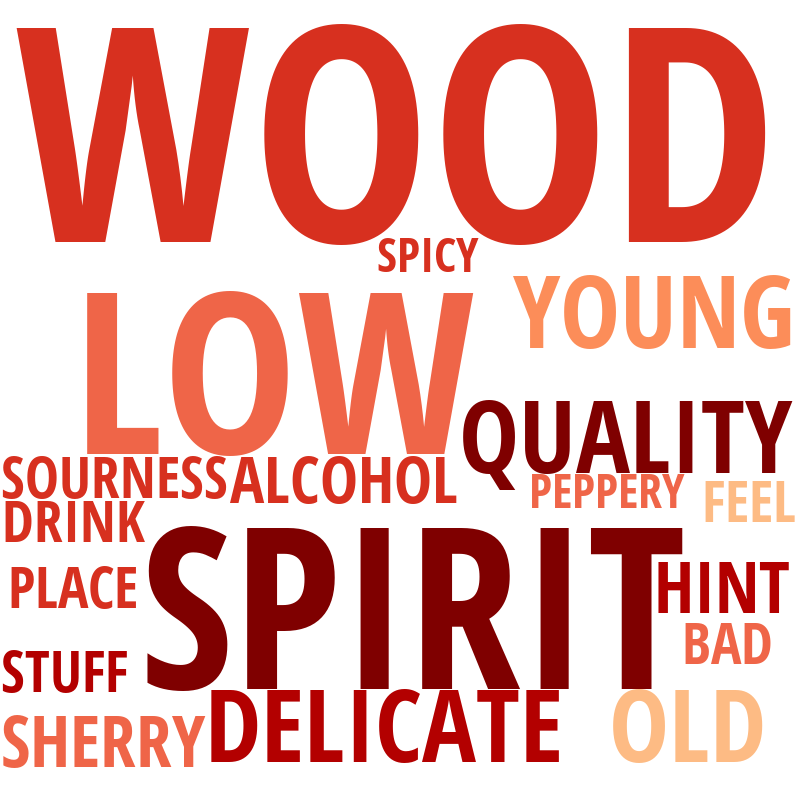 WOOD
SPICY
YOUNG
LOW
QUALITY
SOURNESS ALCOHOL
PEPPERY
FEEL
DRINK
SPIRIT
PLACE
HINT
BAD
STUFF
SHERRY
DELICATE
OLD